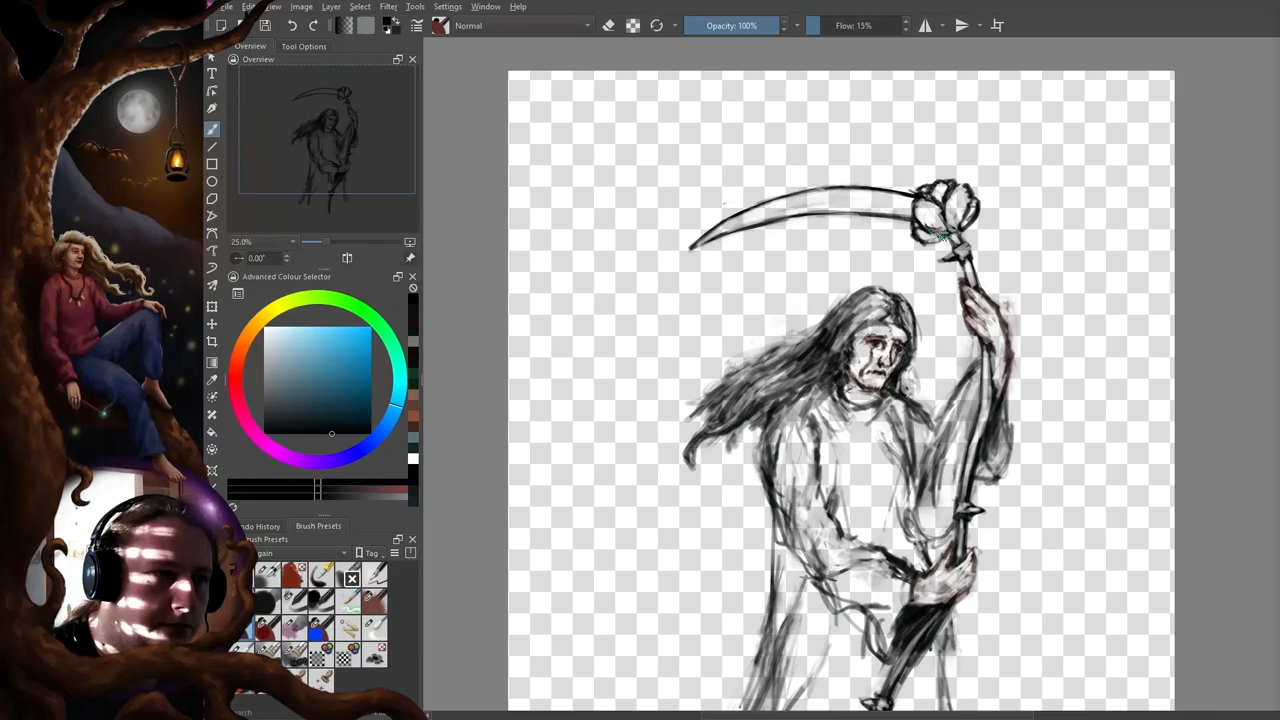 File Edit View Image Layer Select Filter Tools Settings Window Help
Normal Opacity: 100% Flow: 15%
Overview Tool Options
Overview
25.0%
0.00°
Advanced Colour Selector
Undo History Brush Presets
Brush Presets
Tag